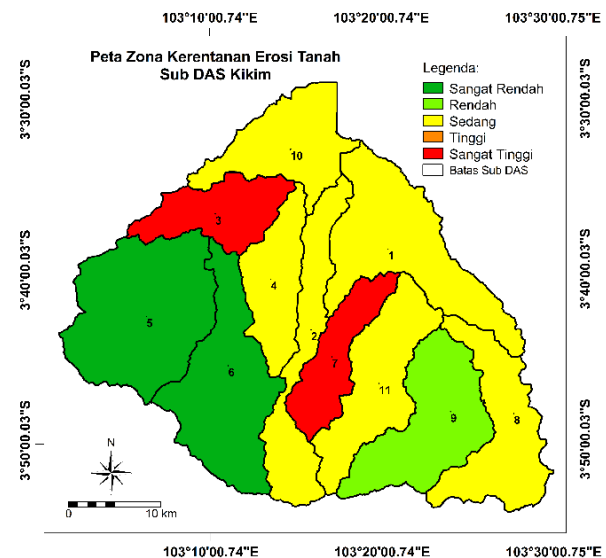 103°10'00.74"E 103°20'00.74"E 103°30'00.75"E
Peta Zona Kerentanan Erosi Tanah
Sub DAS Kikim
Legenda:
Sangat Rendah
Rendah
Sedang
Tinggi
Sangat Tinggi
Batas Sub DAS
3°30'00.03"S
3°30'00.03"S
10
3
1
3°40'00.03"S
3°40'00.03"S
4
5
2
6
7
11
9
8
3°50'00.03"S
3°50'00.03"S
N
0 10 km
103°10'00.74"E 103°20'00.74"E 103°30'00.75"E